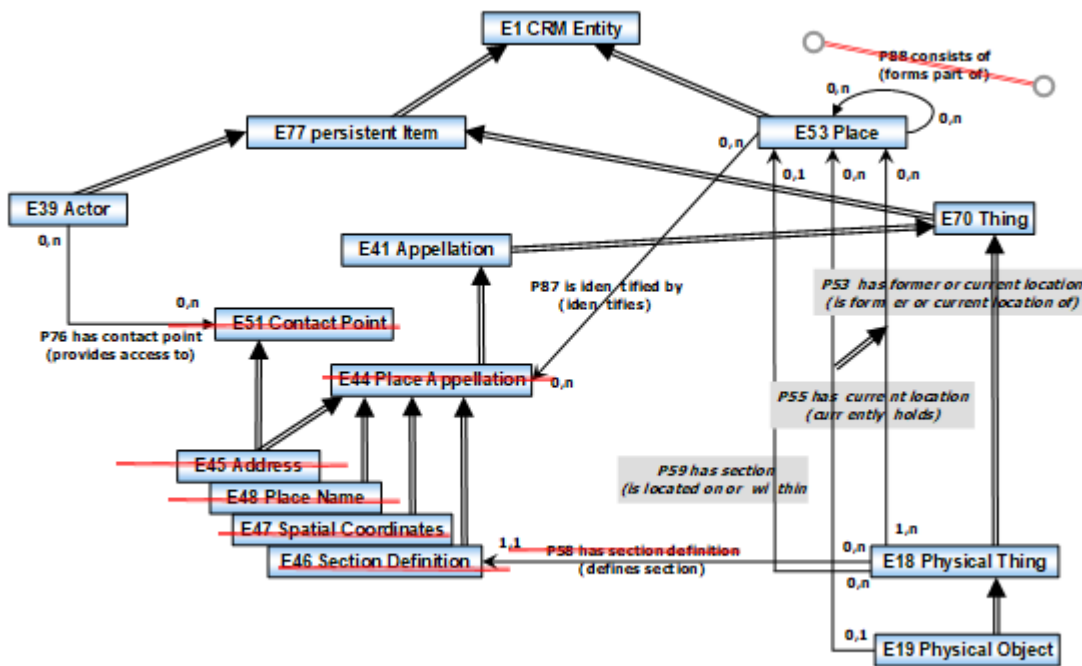 E1 CRM Entity
P88 consists of
(forms part of)
0,n
0,n
E77 persistent Item
E53 Place
0,n
0,1
0,n
0,n
E39 Actor
0,n
E70 Thing
E41 Appellation
P87 is iden tified by
(iden tifies)
P53 has former or current location
(is form er or current location of)
0,n
E51 Contact Point
P76 has contact point
(provides access to)
E44 Place Appellation
0,n
P55 has current location
(curr ently holds)
E45 Address
P59 has section
(is located on or wi thin
E48 Place Name
E47 Spatial Coordinates
1,n
1,1
P58 has section definition
0,n
E46 Section Definition
(defines section)
E18 Physical Thing
0,n
0,1
E19 Physical Object